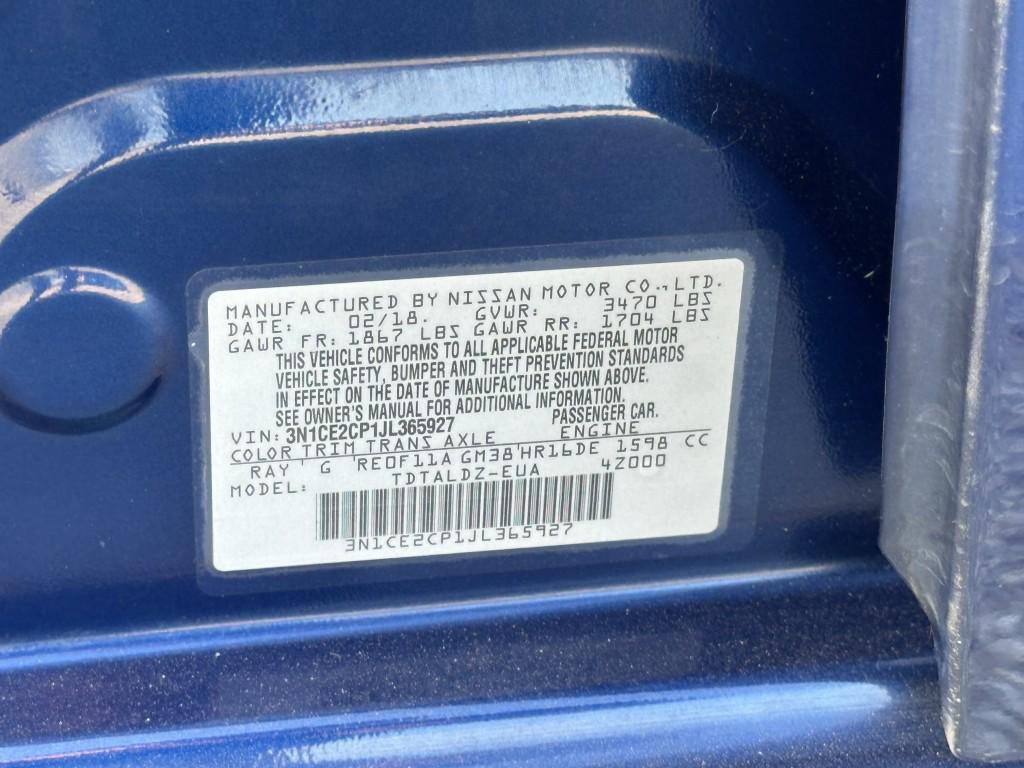 MANUFACTURED BY NISSAN MOTOR CO.,LTD.
DATE: 02/18. GVWR: 3470 LBS
GAWR FR: 1867 LBS GAWR RR: 1704 LBS
THIS VEHICLE CONFORMS TO ALL APPLICABLE FEDERAL MOTOR
VEHICLE SAFETY, BUMPER AND THEFT PREVENTION STANDARDS
IN EFFECT ON THE DATE OF MANUFACTURE SHOWN ABOVE.
SEE OWNER'S MANUAL FOR ADDITIONAL INFORMATION.
VIN: 3N1CE2CP1JL365927 PASSENGER CAR.
COLOR TRIM TRANS AXLE ENGINE
RAY G RE0F11A GM38 HR16DE 1598 CC
MODEL: TDTALDZ-EUA 4Z000
3N1CE2CP1JL365927